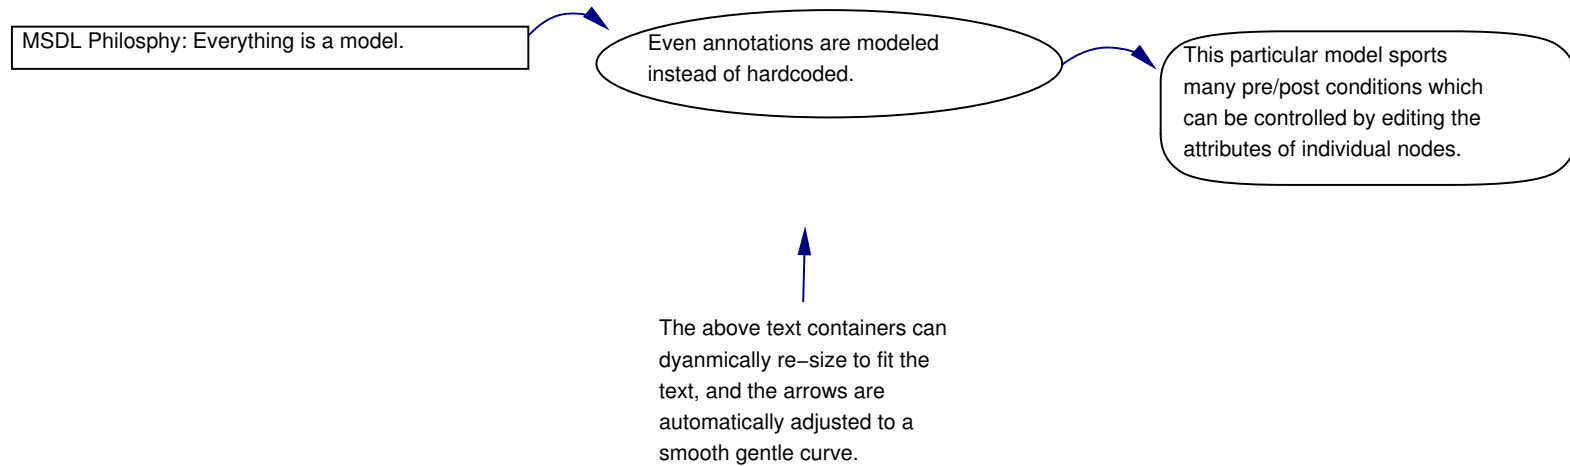 MSDL Philosphy: Everything is a model.
Even annotations are modeled
instead of hardcoded.
This particular model sports
many pre/post conditions which
can be controlled by editing the
attributes of individual nodes.
The above text containers can
dyanmically re−size to fit the
text, and the arrows are
automatically adjusted to a
smooth gentle curve.